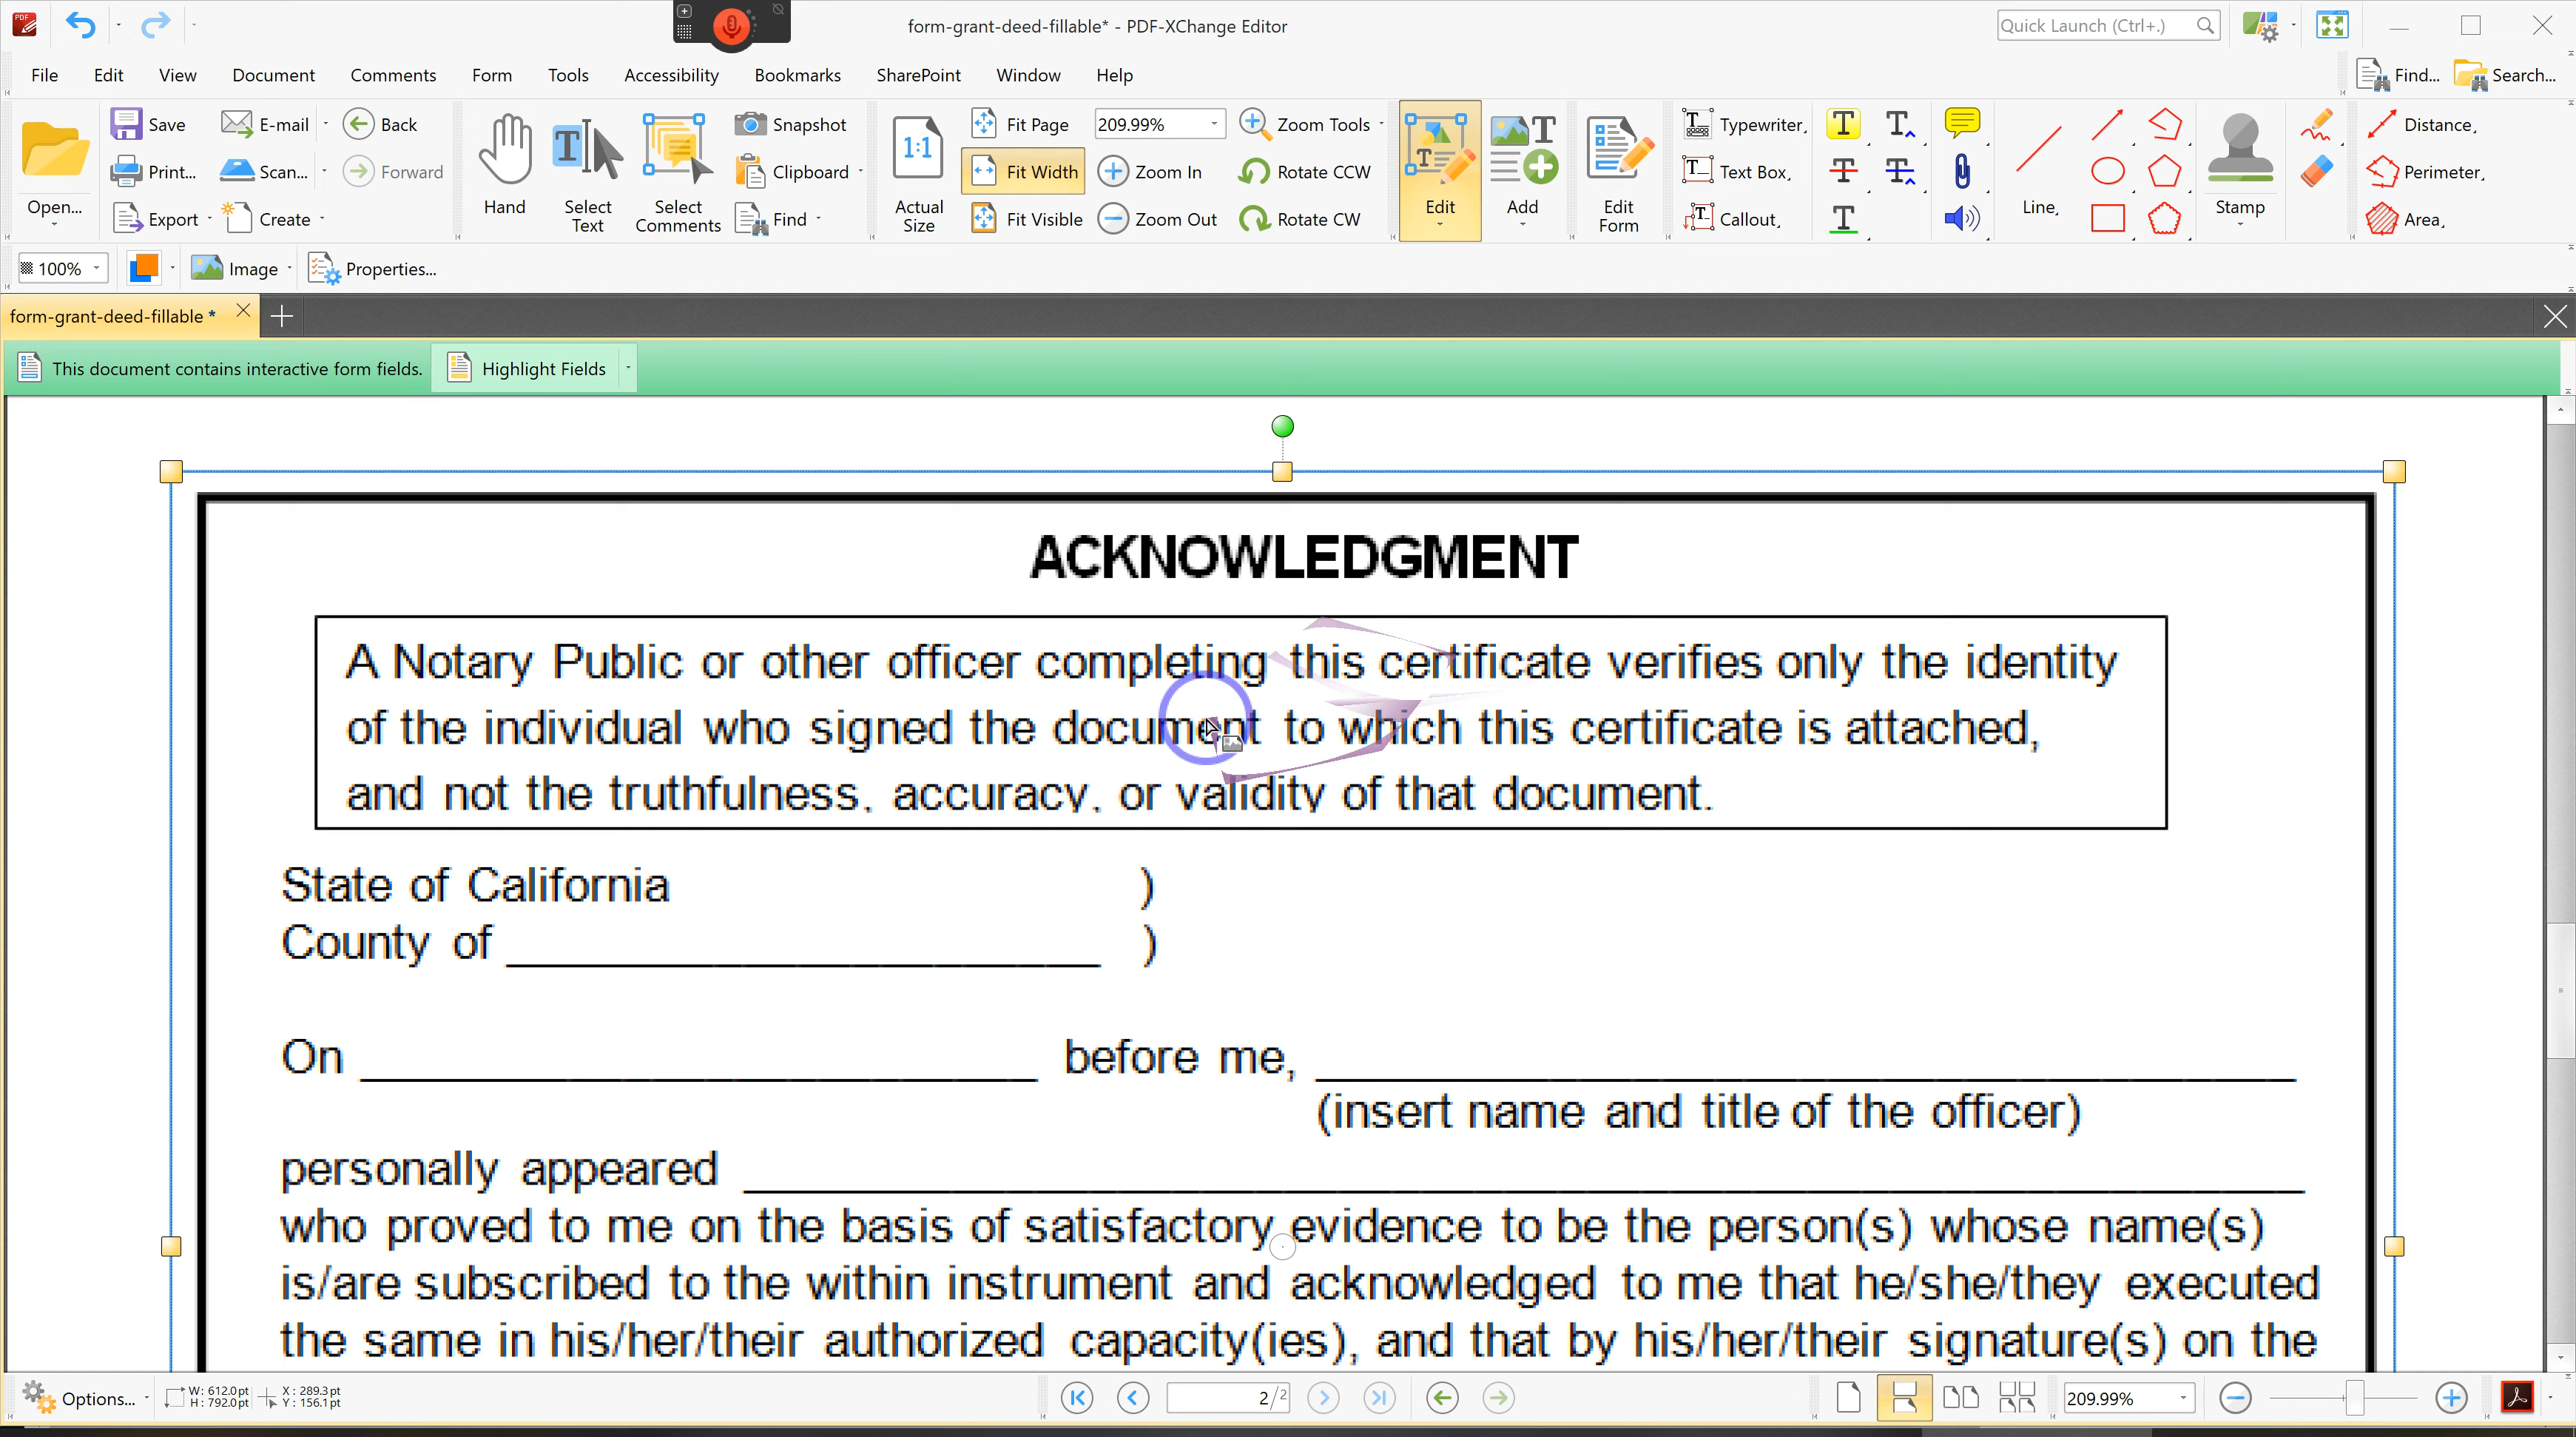 form-grant-deed-fillable* - PDF-XChange Editor
Quick Launch (Ctrl+.)
File Edit View Document Comments Form Tools Accessibility Bookmarks SharePoint Window Help
Find... Search...
Open...
Save
Print...
Export
E-mail
Scan...
Create
Back
Forward
Hand
Select Text
Select Comments
Snapshot
Clipboard
Find
1:1
Actual Size
Fit Page
Fit Width
Fit Visible
209.99%
Zoom In
Zoom Out
Zoom Tools
Rotate CCW
Rotate CW
Edit
Add
Edit Form
Typewriter
Text Box
Callout
Line
Stamp
Distance
Perimeter
Area
100%
Image
Properties...
form-grant-deed-fillable *
This document contains interactive form fields. Highlight Fields
ACKNOWLEDGMENT
A Notary Public or other officer completing this certificate verifies only the identity
of the individual who signed the document to which this certificate is attached,
and not the truthfulness, accuracy, or validity of that document.
State of California )
County of ____________________ )
On ____________________ before me, ____________________
(insert name and title of the officer)
personally appeared ____________________
who proved to me on the basis of satisfactory evidence to be the person(s) whose name(s)
is/are subscribed to the within instrument and acknowledged to me that he/she/they executed
the same in his/her/their authorized capacity(ies), and that by his/her/their signature(s) on the
Options...
W: 612.0pt
H: 792.0pt
X: 289.3pt
Y: 156.1pt
2/2
209.99%